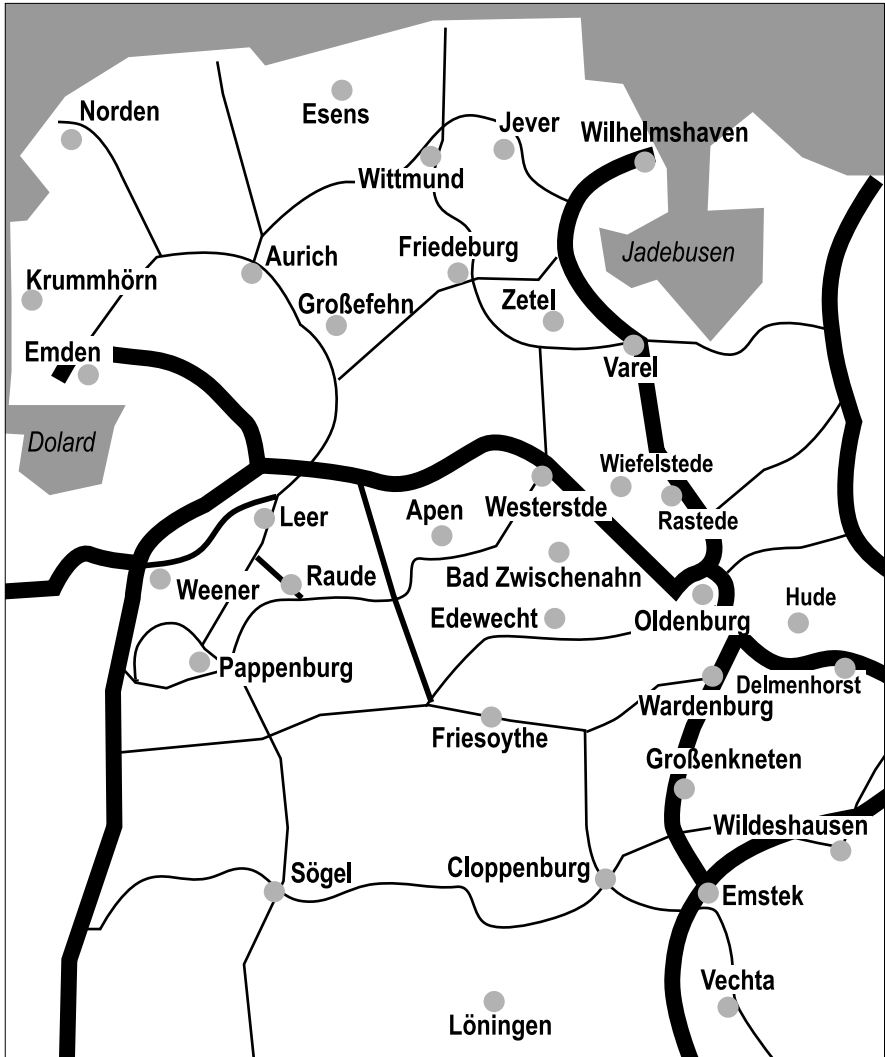 Norden
Esens
Jever
Wilhelmshaven
Wittmund
Aurich
Friedeburg
Jadebusen
Krummhörn
Großefehn
Zetel
Emden
Varel
Dolard
Wiefelstede
Westerstde
Apen
Leer
Rastede
Weener
Raude
Bad Zwischenahn
Edewecht
Oldenburg
Hude
Pappenburg
Delmenhorst
Wardenburg
Friesoythe
Großenkneten
Wildeshausen
Sögel
Cloppenburg
Emstek
Vechta
Löningen